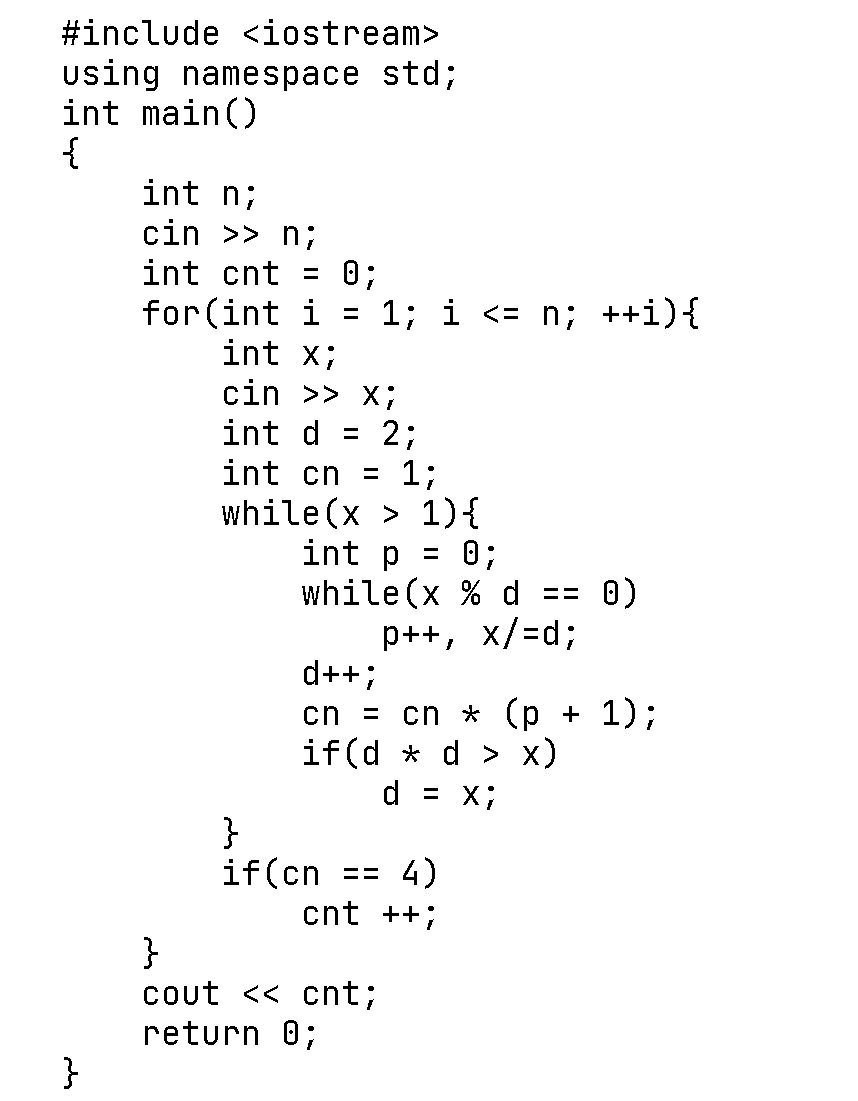 #include <iostream>
using namespace std;
int main()
{
    int n;
    cin >> n;
    int cnt = 0;
    for(int i = 1; i <= n; ++i){
        int x;
        cin >> x;
        int d = 2;
        int cn = 1;
        while(x > 1){
            int p = 0;
            while(x % d == 0)
                p++, x/=d;
            d++;
            cn = cn * (p + 1);
            if(d * d > x)
                d = x;
        }
        if(cn == 4)
            cnt ++;
    }
    cout << cnt;
    return 0;
}